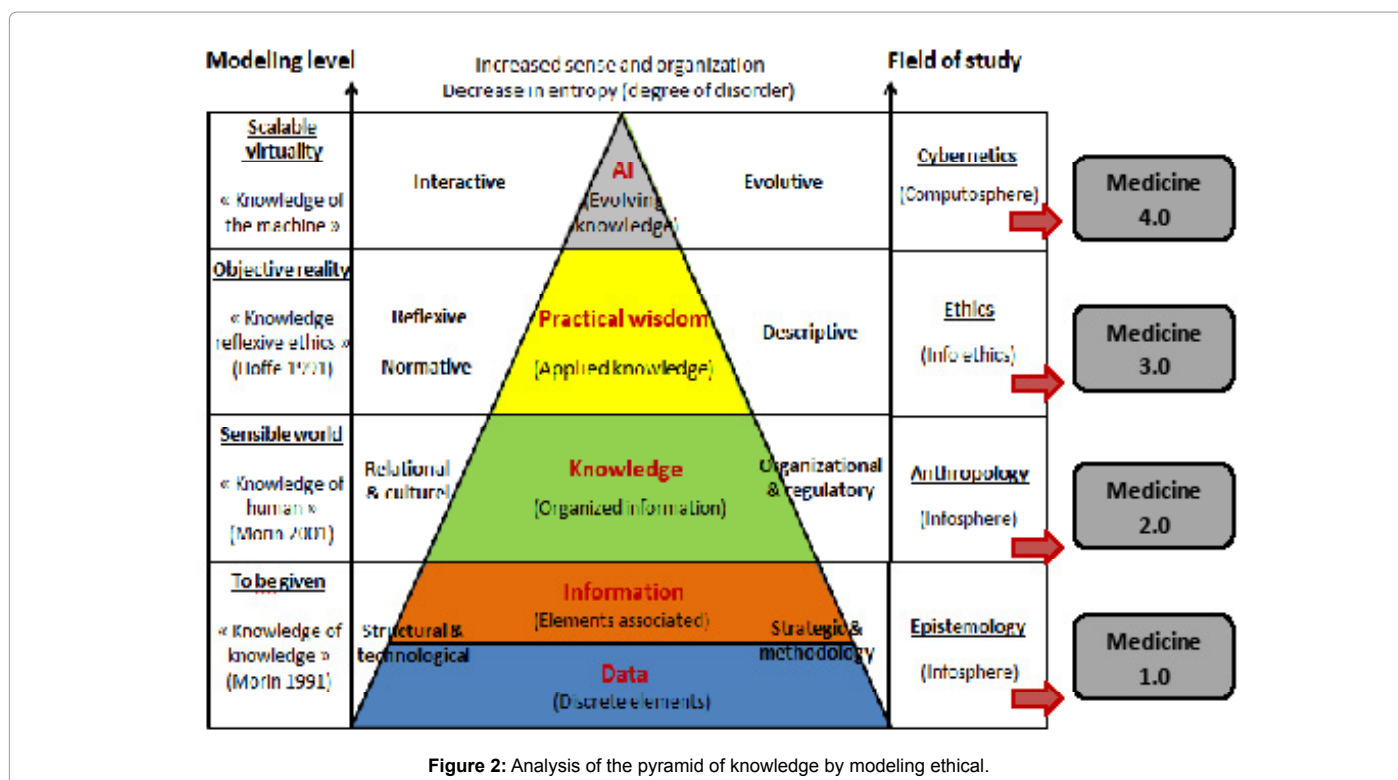 Modeling level
Increased sense and organization
Decrease in entropy (degree of disorder)
Field of study
Scalable
virtuality
« Knowledge of
the machine »
Interactive
AI
(Evolving
knowledge)
Evolutive
Cybernetics
(Computosphere)
Medicine
4.0
Objective reality
« Knowledge
reflexive ethics »
(Hoffe 1991)
Reflexive
Normative
Practical wisdom
(Applied knowledge)
Descriptive
Ethics
(Info ethics)
Medicine
3.0
Sensible world
« Knowledge of
human »
(Morin 2001)
Relational
& culturel
Knowledge
(Organized information)
Organizational
& regulatory
Anthropology
(Infosphere)
Medicine
2.0
To be given
« Knowledge of
knowledge »
(Morin 1991)
Structural &
technological
Information
(Elements associated)
Data
(Discrete elements)
Strategic &
methodology
Epistemology
(Infosphere)
Medicine
1.0
Figure 2: Analysis of the pyramid of knowledge by modeling ethical.